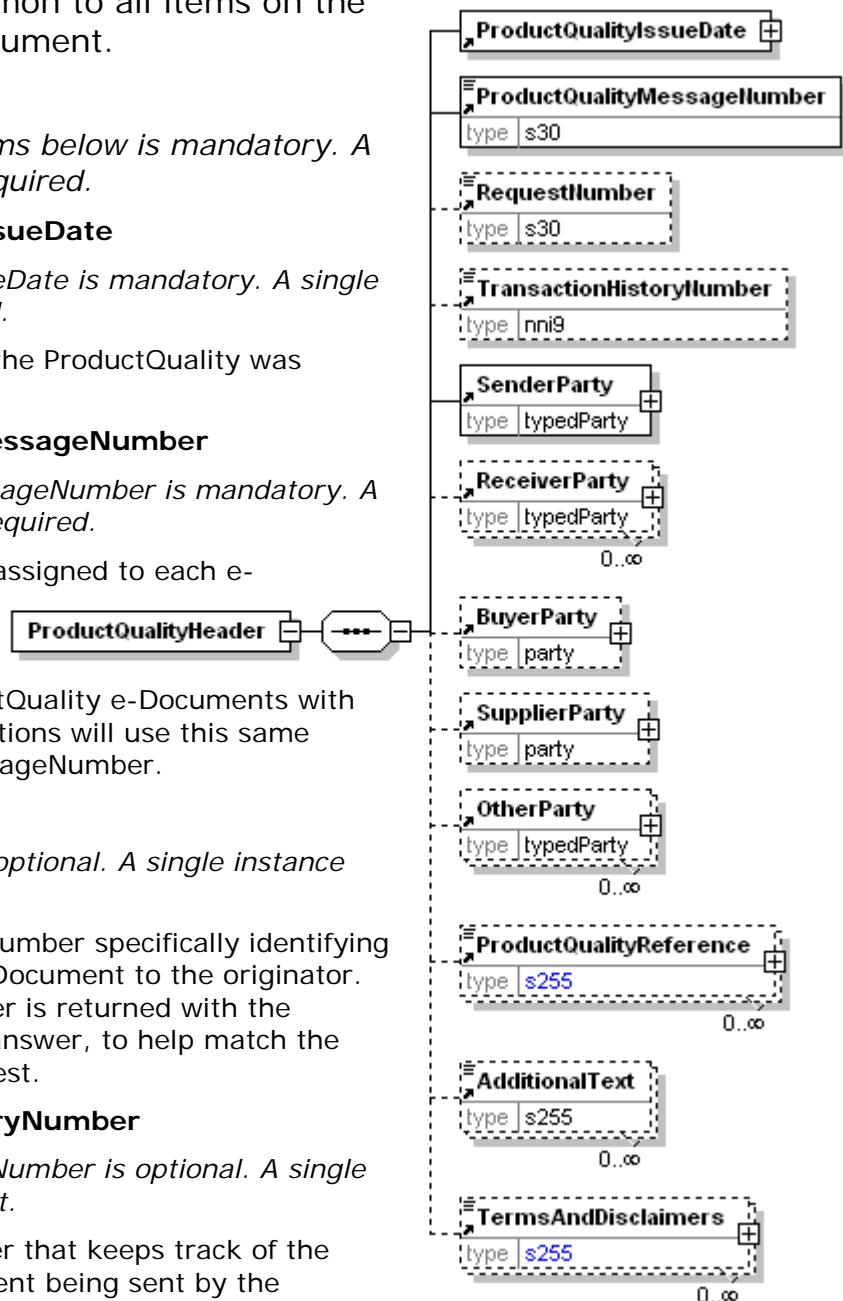 mon to all items on the
ument.
ms below is mandatory. A
quired.
sueDate
eDate is mandatory. A single
l.
the ProductQuality was
essageNumber
sageNumber is mandatory. A
equired.
assigned to each e-
tQuality e-Documents with
tions will use this same
ageNumber.
optional. A single instance
umber specifically identifying
Document to the originator.
er is returned with the
answer, to help match the
est.
ryNumber
Number is optional. A single
t.
er that keeps track of the
ent being sent by the
ProductQualityHeader
ProductQualityIssueDate
ProductQualityMessageNumber
type s30
RequestNumber
type s30
TransactionHistoryNumber
type nni9
SenderParty
type typedParty
ReceiverParty
type typedParty
0..∞
BuyerParty
type party
SupplierParty
type party
OtherParty
type typedParty
0..∞
ProductQualityReference
type s255
0..∞
AdditionalText
type s255
0..∞
TermsAndDisclaimers
type s255
0..∞